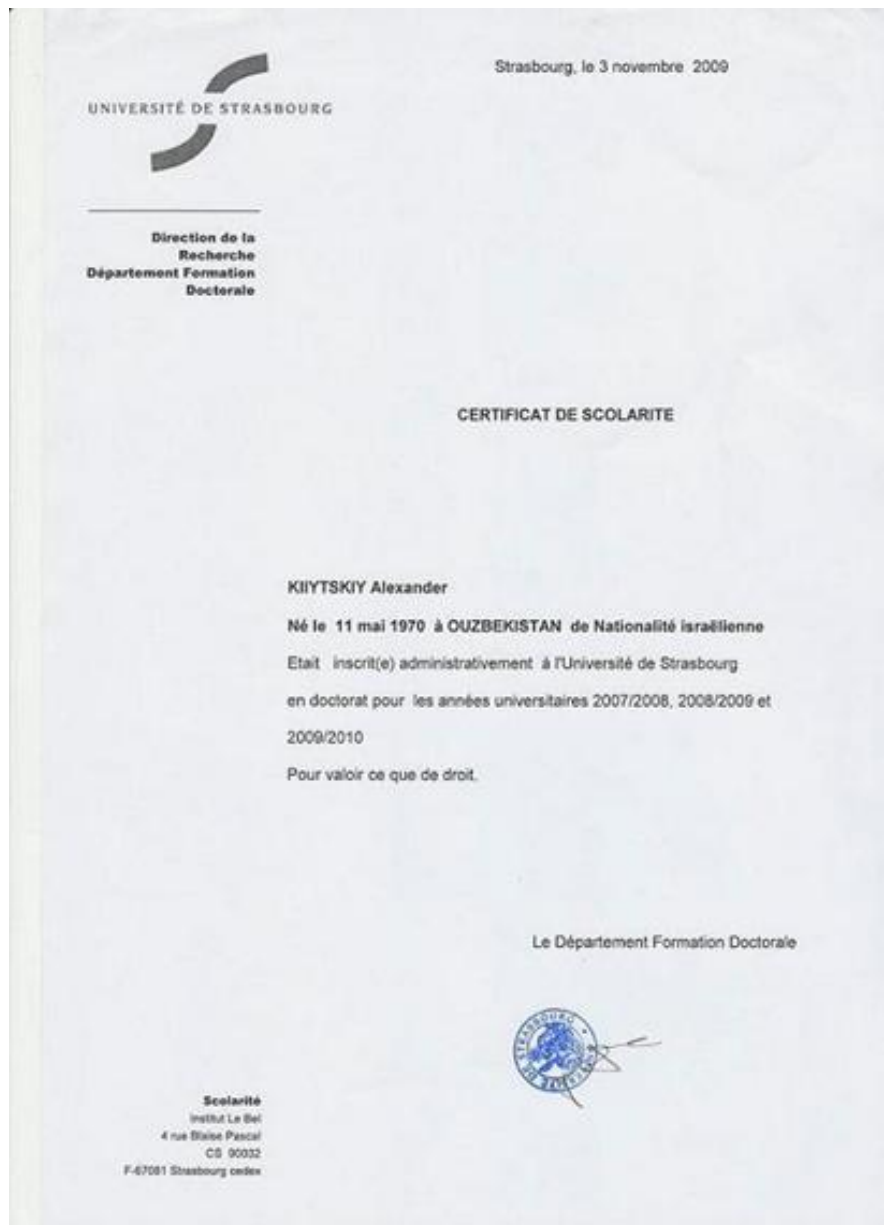 Strasbourg, le 3 novembre 2009
UNIVERSITÉ DE STRASBOURG
Direction de la
Recherche
Département Formation
Doctorale
CERTIFICAT DE SCOLARITE
KIIYTSKIY Alexander
Né le 11 mai 1970 à OUZBEKISTAN de Nationalité israëlienne
Etait inscrit(e) administrativement à l'Université de Strasbourg
en doctorat pour les années universitaires 2007/2008, 2008/2009 et
2009/2010
Pour valoir ce que de droit.
Le Département Formation Doctorale
STRASBOURG
Scolarité
Institut Le Bel
4 rue Blaise Pascal
CS 90032
F-67081 Strasbourg cedex